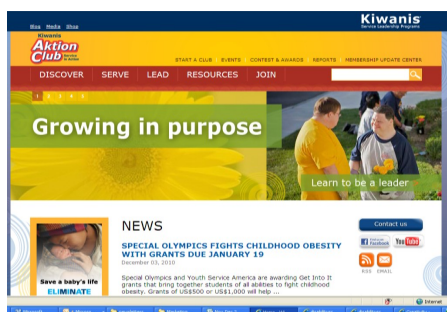 Blog Media Shop
Kiwanis
Service Leadership Programs
Kiwanis
Aktion
Club
START A CLUB EVENTS CONTEST & AWARDS REPORTS MEMBERSHIP UPDATE CENTER
DISCOVER SERVE LEAD RESOURCES JOIN
1 2 3 4 5
Growing in purpose
Learn to be a leader
NEWS
SPECIAL OLYMPICS FIGHTS CHILDHOOD OBESITY
WITH GRANTS DUE JANUARY 19
December 03, 2010
Special Olympics and Youth Service America are awarding Get Into It
grants that bring together students of all abilities to fight childhood
obesity. Grants of US$500 or US$1,000 will help ...
Save a baby's life
ELIMINATE
Contact us
Facebook
You Tube
RSS EMAIL
Internet